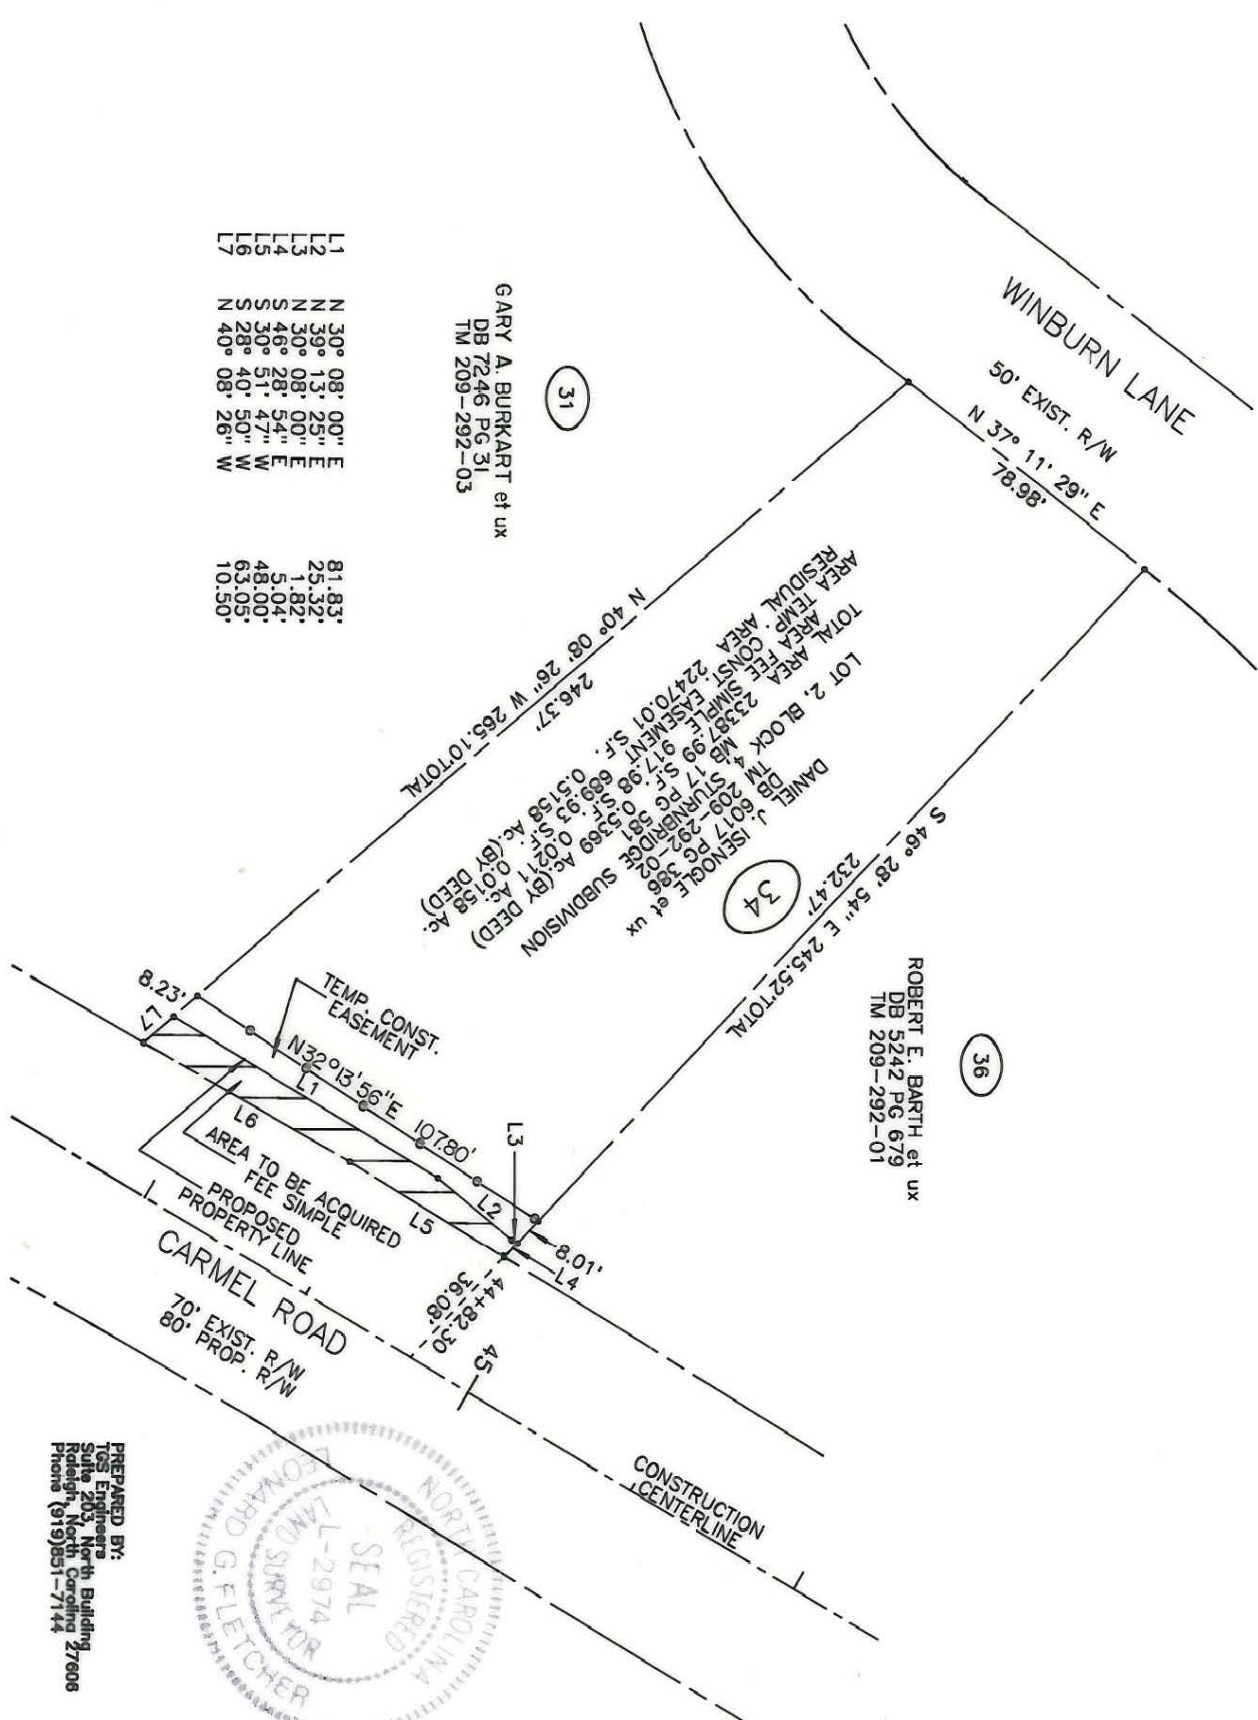 WINBURN LANE
50' EXIST. R/W
N 37° 11' 29" E
78.98'
31
GARY A. BURKART et ux
DB 7246 PG 31
TM 209-292-03
L1 N 30° 08' 00" E 81.83'
L2 N 39° 13' 25" E 25.32'
L3 N 30° 08' 00" E 1.82'
L4 S 46° 28' 54" E 5.04'
L5 S 30° 51' 47" W 48.00'
L6 S 28° 40' 50" W 63.05'
L7 N 40° 08' 26" W 10.50'
N 40° 08' 26" W 265.10'TOTAL
246.37'
34
DANIEL J. ISENOGLE et ux
DB 6017 PG 386
TM 209-292-02
LOT 2, BLOCK 4, STURNBRIDGE SUBDIVISION
MB 17 PG 581
TOTAL AREA 23387.99 S.F. 0.5369 Ac.(BY DEED)
AREA FEE SIMPLE 917.98 S.F. 0.0211 Ac.
AREA TEMP. CONST. EASEMENT 689.93 S.F. 0.0158 Ac.
RESIDUAL AREA 22470.01 S.F. 0.5158 Ac.(BY DEED)
S 46° 28' 54" E 245.52'TOTAL
232.47'
36
ROBERT E. BARTH et ux
DB 5242 PG 679
TM 209-292-01
8.23'
L7
TEMP. CONST.
EASEMENT
N32°13'56"E 107.80'
L1
L3
L2
L6
L5
8.01'
L4
AREA TO BE ACQUIRED
FEE SIMPLE
PROPOSED
PROPERTY LINE
44+82.30
36.08'
45
CARMEL ROAD
70' EXIST. R/W
80' PROP. R/W
CONSTRUCTION
CENTERLINE
NORTH CAROLINA
REGISTERED
SEAL
L-2974
LAND SURVEYOR
LEONARD G. FLETCHER
PREPARED BY:
TGS Engineers
Suite 203, North Building
Raleigh, North Carolina 27606
Phone (919)851-7144